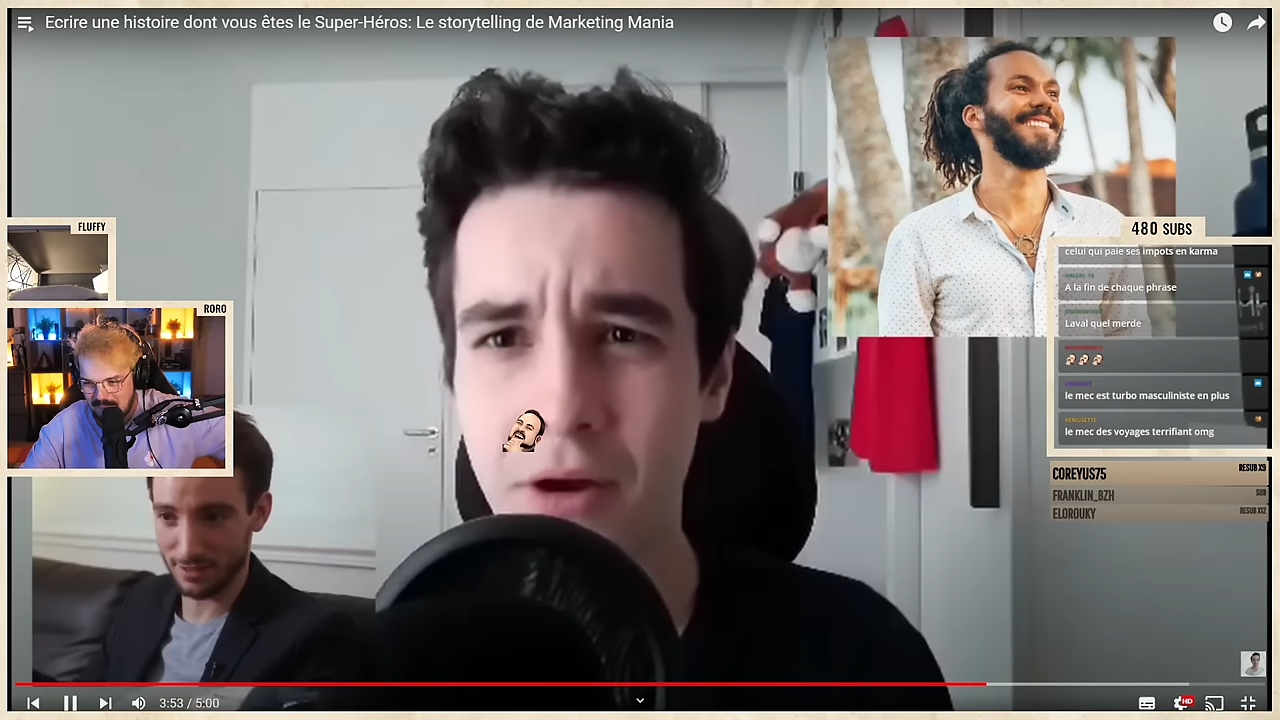 Ecrire une histoire dont vous êtes le Super-Héros: Le storytelling de Marketing Mania
FLUFFY
RORO
480 SUBS
celui qui paie ses impots en karma
A la fin de chaque phrase
Laval quel merde
le mec est turbo masculiniste en plus
le mec des voyages terrifiant omg
COREYUS75 RESUB X9
FRANKLIN_BZH SUB
ELOROUKY RESUB X12
3:53 / 5:00
HD